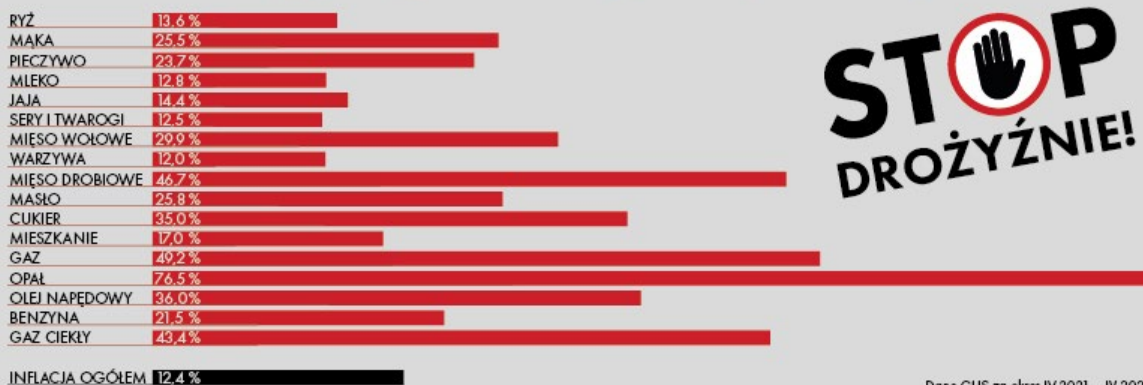 RYŻ 13,6 %
MĄKA 25,5 %
PIECZYWO 23,7 %
MLEKO 12,8 %
JAJA 14,4 %
SERY I TWAROGI 12,5 %
MIĘSO WOŁOWE 29,9 %
WARZYWA 12,0 %
MIĘSO DROBIOWE 46,7 %
MASŁO 25,8 %
CUKIER 35,0 %
MIESZKANIE 17,0 %
GAZ 49,2 %
OPAŁ 76,5 %
OLEJ NAPĘDOWY 36,0 %
BENZYNA 21,5 %
GAZ CIEKŁY 43,4 %
INFLACJA OGÓŁEM 12,4 %
STOP
DROŻYŹNIE!